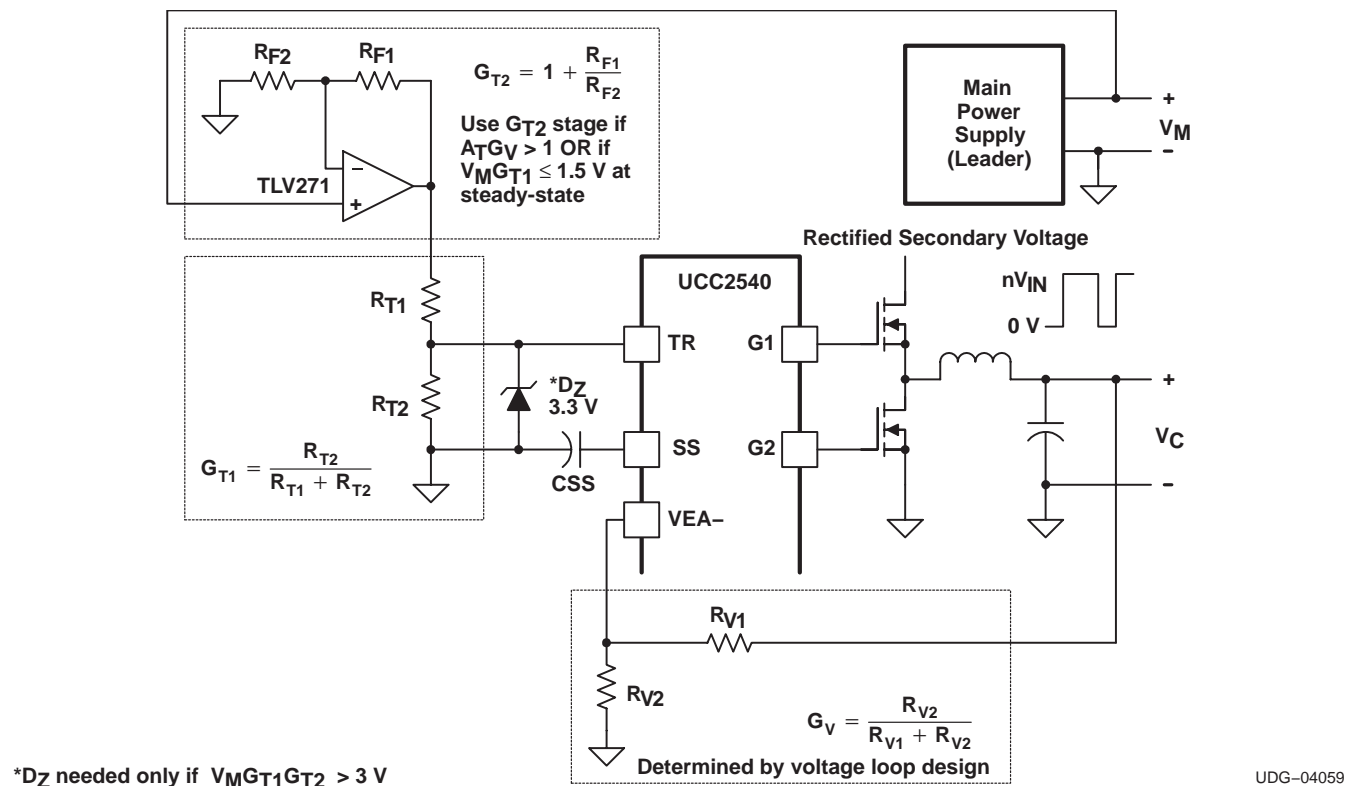 RF2
RF1
GT2 = 1 + RF1 / RF2
Use GT2 stage if
ATGV > 1 OR if
VMGT1 ≤ 1.5 V at
steady-state
TLV271
−
+
Main
Power
Supply
(Leader)
+
VM
−
Rectified Secondary Voltage
UCC2540
nVIN
0 V
RT1
TR
G1
*DZ
3.3 V
RT2
+
VC
−
SS
G2
CSS
GT1 = RT2 / RT1 + RT2
VEA−
RV1
RV2
GV = RV2 / RV1 + RV2
Determined by voltage loop design
*DZ needed only if VMGT1GT2 > 3 V
UDG−04059